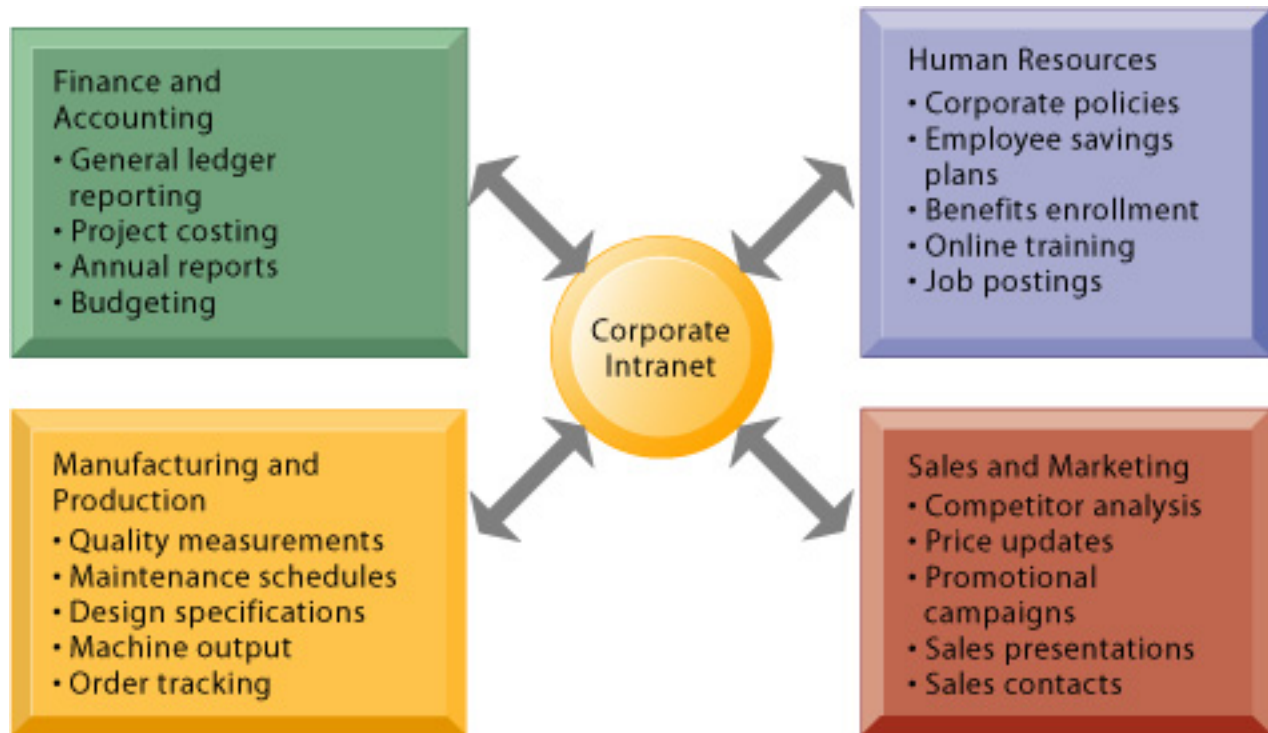 Finance and
Accounting
• General ledger
reporting
• Project costing
• Annual reports
• Budgeting
Human Resources
• Corporate policies
• Employee savings
plans
• Benefits enrollment
• Online training
• Job postings
Corporate
Intranet
Manufacturing and
Production
• Quality measurements
• Maintenance schedules
• Design specifications
• Machine output
• Order tracking
Sales and Marketing
• Competitor analysis
• Price updates
• Promotional
campaigns
• Sales presentations
• Sales contacts